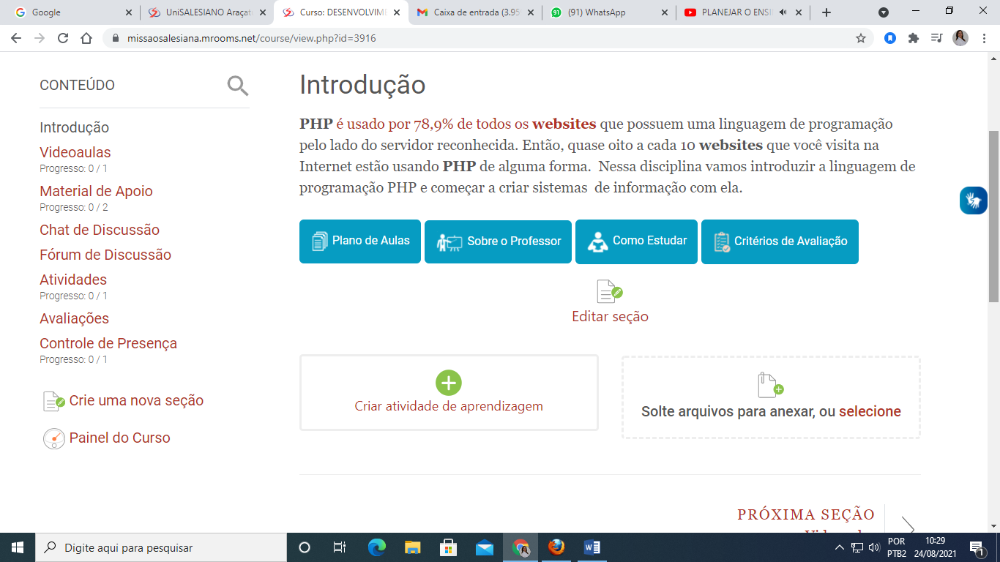 Google
UniSALESIANO Araçat
Curso: DESENVOLVIME
Caixa de entrada (3.95
(91) WhatsApp
PLANEJAR O ENSI
missaosalesiana.mrooms.net/course/view.php?id=3916
CONTEÚDO
Introdução
Videoaulas
Progresso: 0 / 1
Material de Apoio
Progresso: 0 / 2
Chat de Discussão
Fórum de Discussão
Atividades
Progresso: 0 / 1
Avaliações
Controle de Presença
Progresso: 0 / 1
Crie uma nova seção
Painel do Curso
Introdução
PHP é usado por 78,9% de todos os websites que possuem uma linguagem de programação
pelo lado do servidor reconhecida. Então, quase oito a cada 10 websites que você visita na
Internet estão usando PHP de alguma forma. Nessa disciplina vamos introduzir a linguagem de
programação PHP e começar a criar sistemas de informação com ela.
Plano de Aulas
Sobre o Professor
Como Estudar
Critérios de Avaliação
Editar seção
Criar atividade de aprendizagem
Solte arquivos para anexar, ou selecione
PRÓXIMA SEÇÃO
Digite aqui para pesquisar
POR
PTB2
10:29
24/08/2021
1